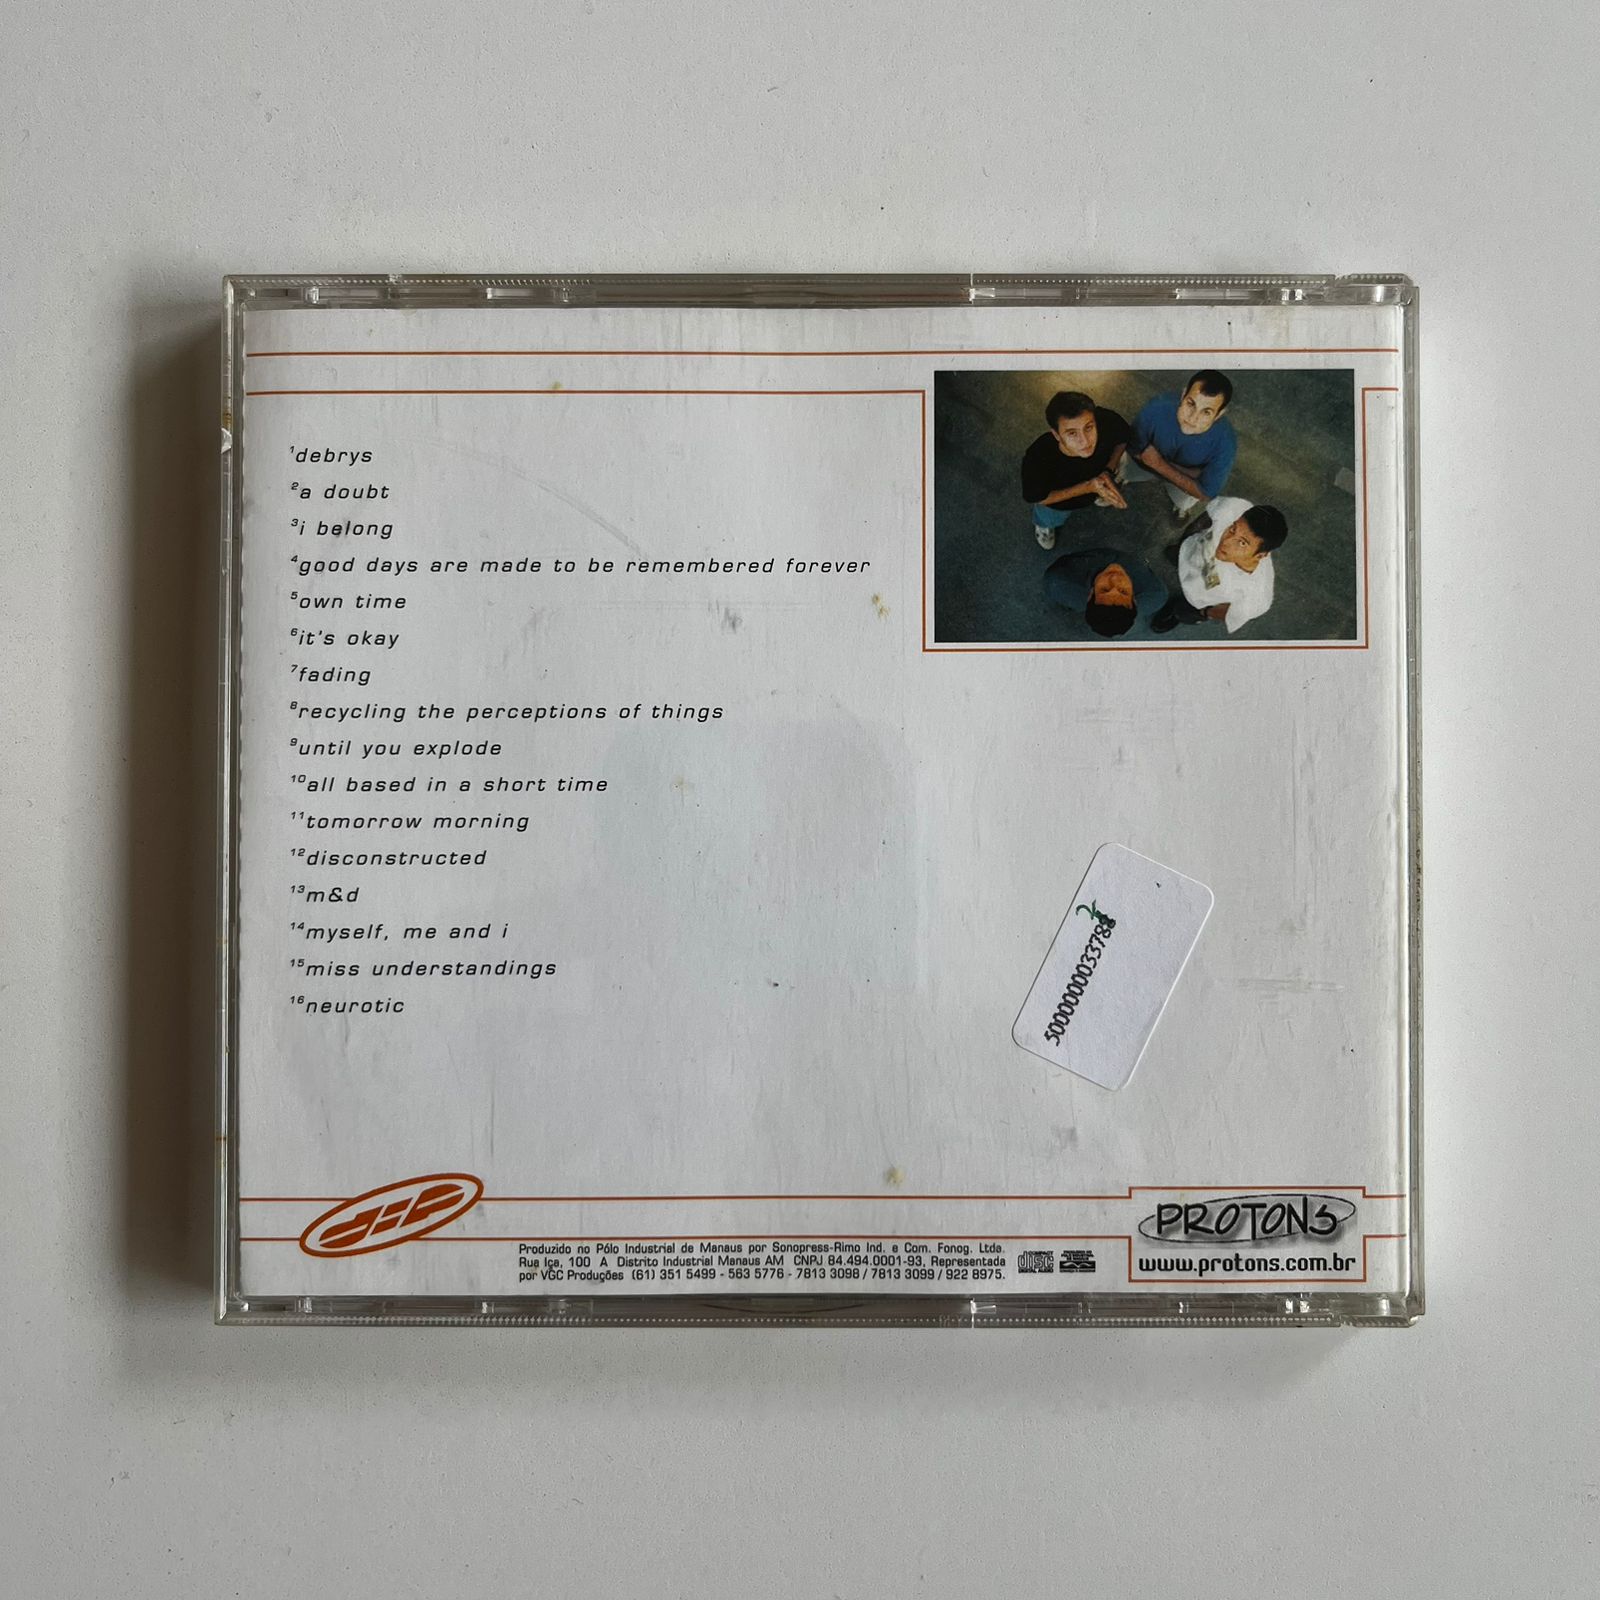 1debrys
2a doubt
3i belong
4good days are made to be remembered forever
5own time
6it's okay
7fading
8recycling the perceptions of things
9until you explode
10all based in a short time
11tomorrow morning
12disconstructed
13m&d
14myself, me and i
15miss understandings
16neurotic
Produzido no Pólo Industrial de Manaus por Sonopress-Rimo Ind. e Com. Fonog. Ltda.
Rua Iça, 100 A Distrito Industrial Manaus AM CNPJ 84.494.0001-93, Representada
por VGC Produções (61) 351 5499 - 563 5776 - 7813 3098 / 7813 3099 / 922 8975.
COMPACT
disc
DIGITAL AUDIO
PROTONS
www.protons.com.br